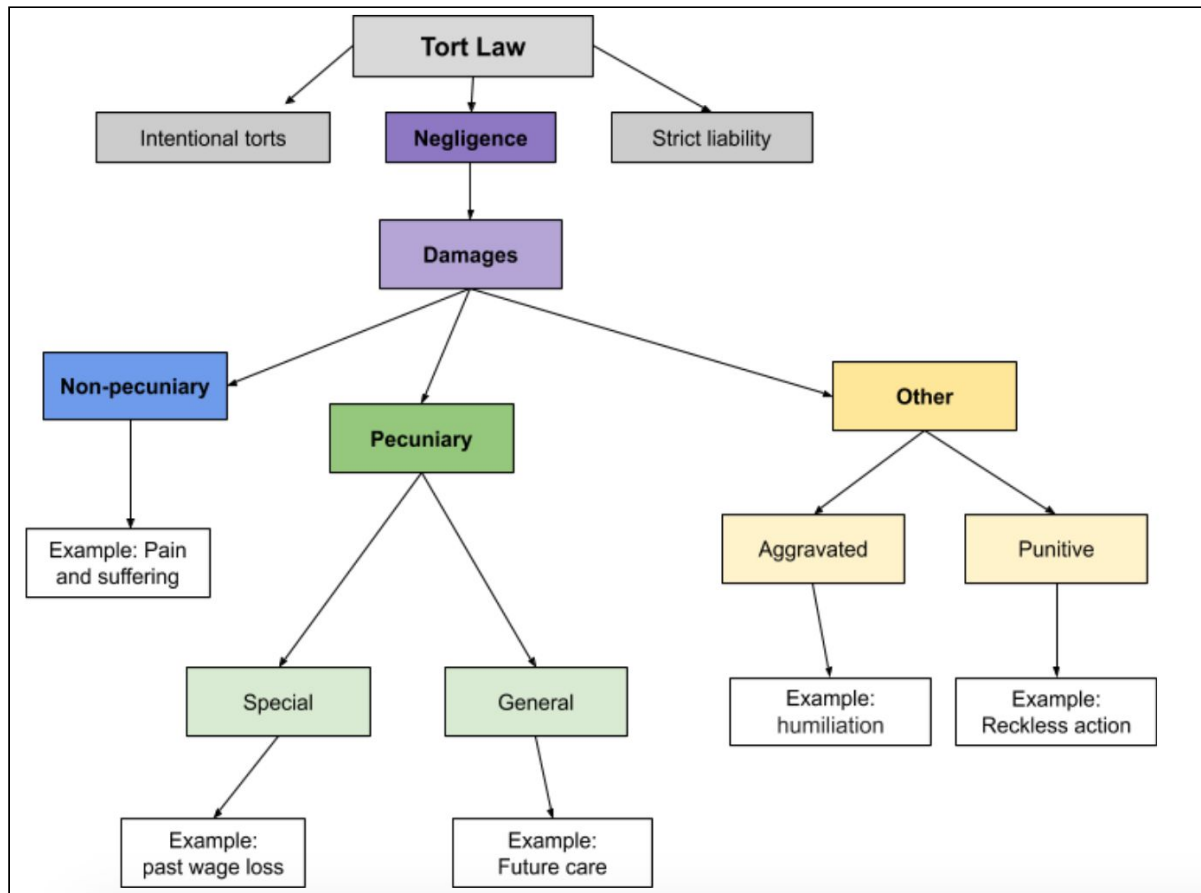 Tort Law
Intentional torts
Negligence
Strict liability
Damages
Non-pecuniary
Pecuniary
Other
Example: Pain
and suffering
Aggravated
Punitive
Special
General
Example:
humiliation
Example:
Reckless action
Example:
past wage loss
Example:
Future care